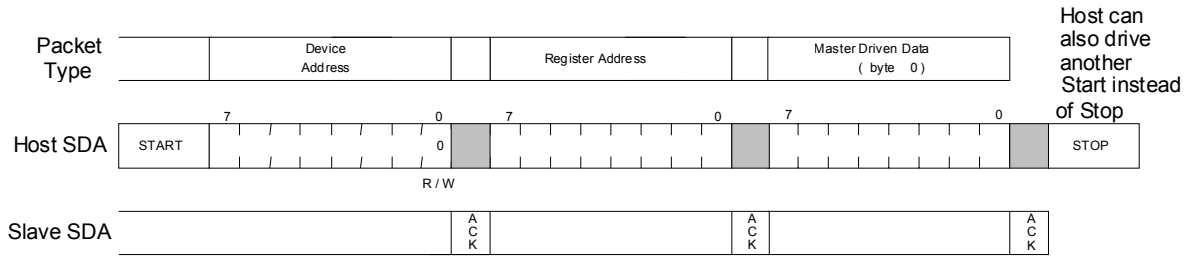 Packet
Type
Device
Address
Register Address
Master Driven Data
( byte 0 )
Host can
also drive
another
Start instead
of Stop
Host SDA
START
7
0
0
7
0
7
0
STOP
R / W
Slave SDA
A
C
K
A
C
K
A
C
K